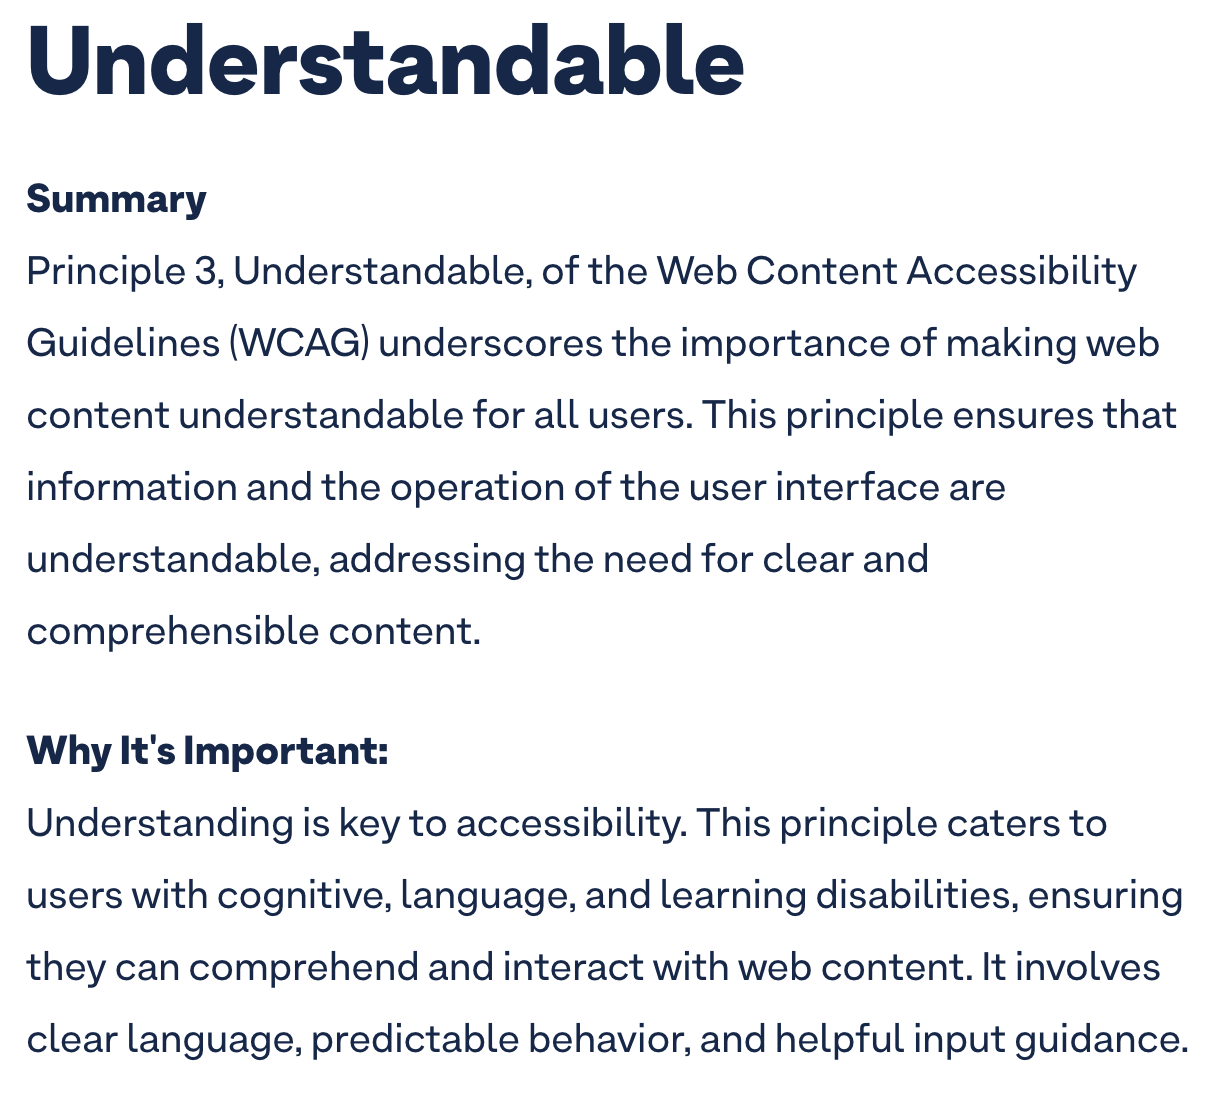 Understandable
Summary
Principle 3, Understandable, of the Web Content Accessibility
Guidelines (WCAG) underscores the importance of making web
content understandable for all users. This principle ensures that
information and the operation of the user interface are
understandable, addressing the need for clear and
comprehensible content.
Why It's Important:
Understanding is key to accessibility. This principle caters to
users with cognitive, language, and learning disabilities, ensuring
they can comprehend and interact with web content. It involves
clear language, predictable behavior, and helpful input guidance.